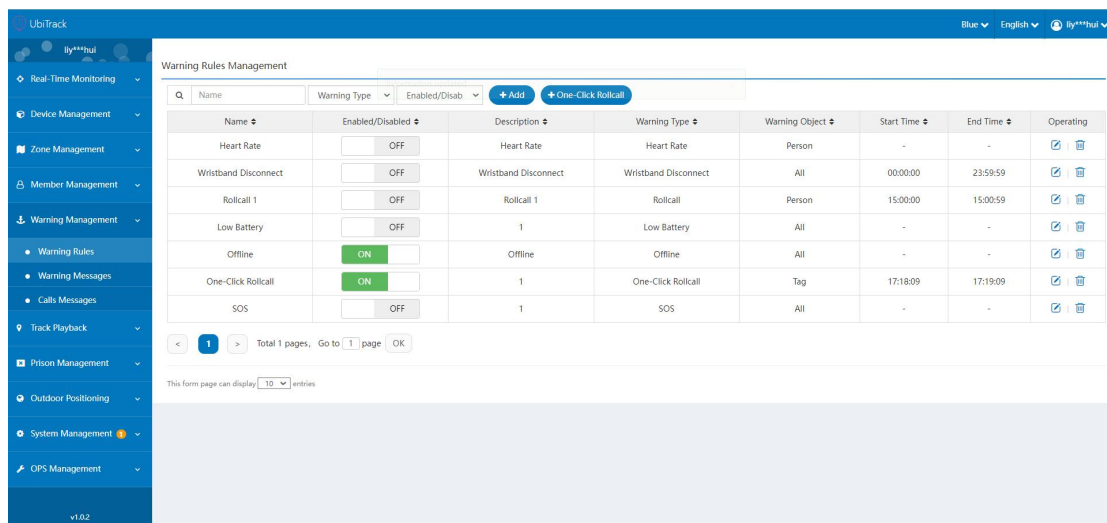 UbiTrack
Blue English liy***hui
liy***hui
Real-Time Monitoring
Device Management
Zone Management
Member Management
Warning Management
Warning Rules
Warning Messages
Calls Messages
Track Playback
Prison Management
Outdoor Positioning
System Management 1
OPS Management
v1.0.2
Warning Rules Management
Name Warning Type Enabled/Disab + Add + One-Click Rollcall
Name Enabled/Disabled Description Warning Type Warning Object Start Time End Time Operating
Heart Rate OFF Heart Rate Heart Rate Person - -
Wristband Disconnect OFF Wristband Disconnect Wristband Disconnect All 00:00:00 23:59:59
Rollcall 1 OFF Rollcall 1 Rollcall Person 15:00:00 15:00:59
Low Battery OFF 1 Low Battery All - -
Offline ON Offline Offline All - -
One-Click Rollcall ON 1 One-Click Rollcall Tag 17:18:09 17:19:09
SOS OFF 1 SOS All - -
< 1 > Total 1 pages, Go to 1 page OK
This form page can display 10 entries